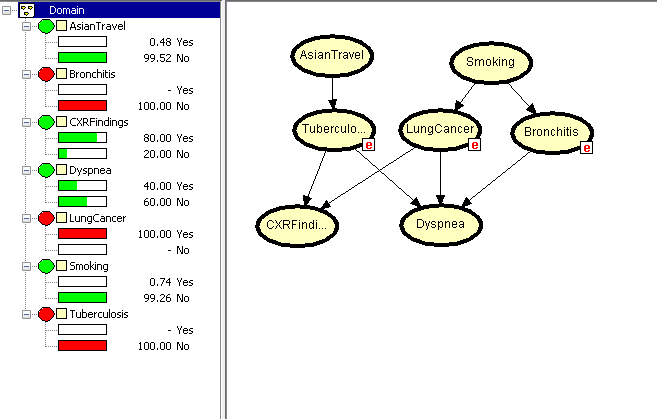 Domain
AsianTravel
0.48 Yes
99.52 No
Bronchitis
- Yes
100.00 No
CXRFindings
80.00 Yes
20.00 No
Dyspnea
40.00 Yes
60.00 No
LungCancer
100.00 Yes
- No
Smoking
0.74 Yes
99.26 No
Tuberculosis
- Yes
100.00 No
AsianTravel
Smoking
Tuberculo...
e
LungCancer
e
Bronchitis
e
CXRFindi...
Dyspnea